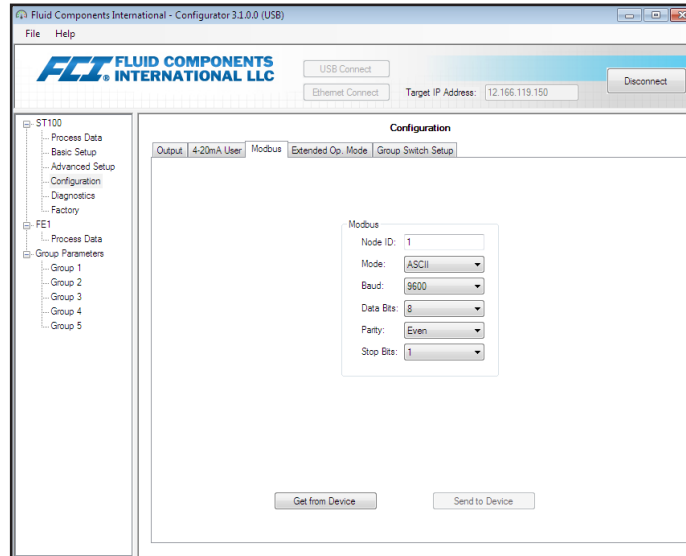 Fluid Components International - Configurator 3.1.0.0 (USB)
File Help
FCI. FLUID COMPONENTS
® INTERNATIONAL LLC
USB Connect
Ethernet Connect Target IP Address: 12.166.119.150
Disconnect
ST100
Process Data
Basic Setup
Advanced Setup
Configuration
Diagnostics
Factory
FE1
Process Data
Group Parameters
Group 1
Group 2
Group 3
Group 4
Group 5
Configuration
Output 4-20mA User Modbus Extended Op. Mode Group Switch Setup
Modbus
Node ID: 1
Mode: ASCII
Baud: 9600
Data Bits: 8
Parity: Even
Stop Bits: 1
Get from Device Send to Device